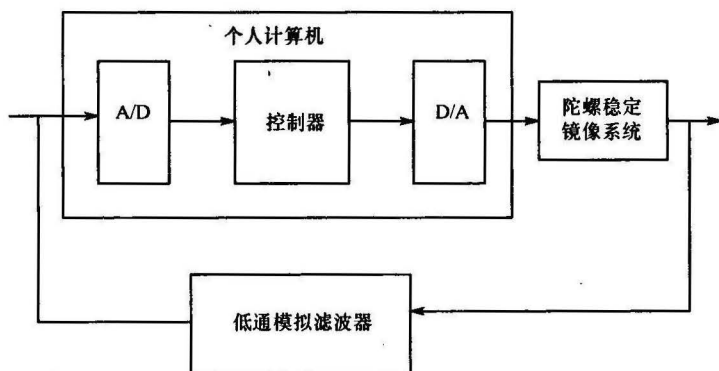 个人计算机
A/D
控制器
D/A
陀螺稳定
镜像系统
低通模拟滤波器